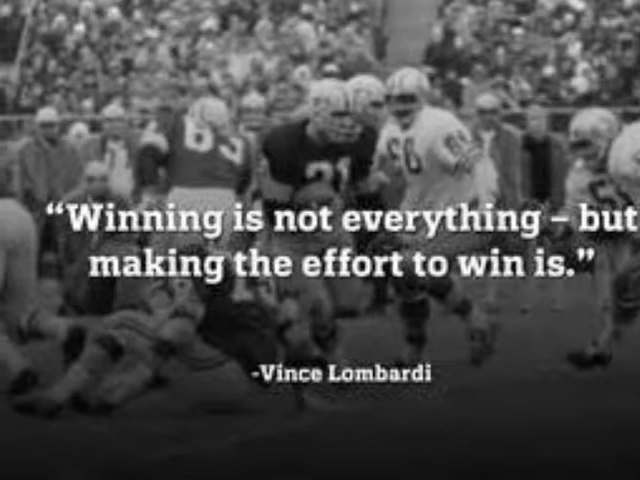 “Winning is not everything – but
making the effort to win is.”
-Vince Lombardi